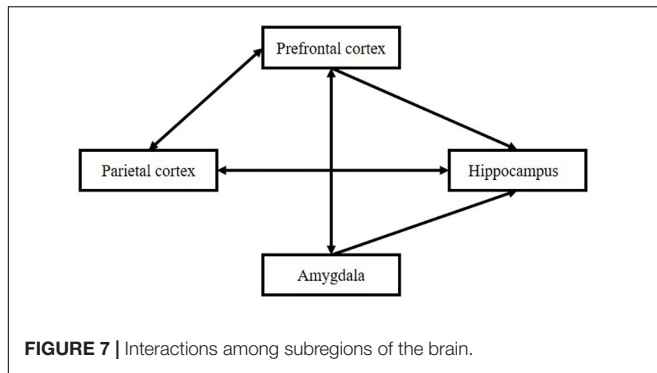 Prefrontal cortex
Parietal cortex
Hippocampus
Amygdala
FIGURE 7 | Interactions among subregions of the brain.